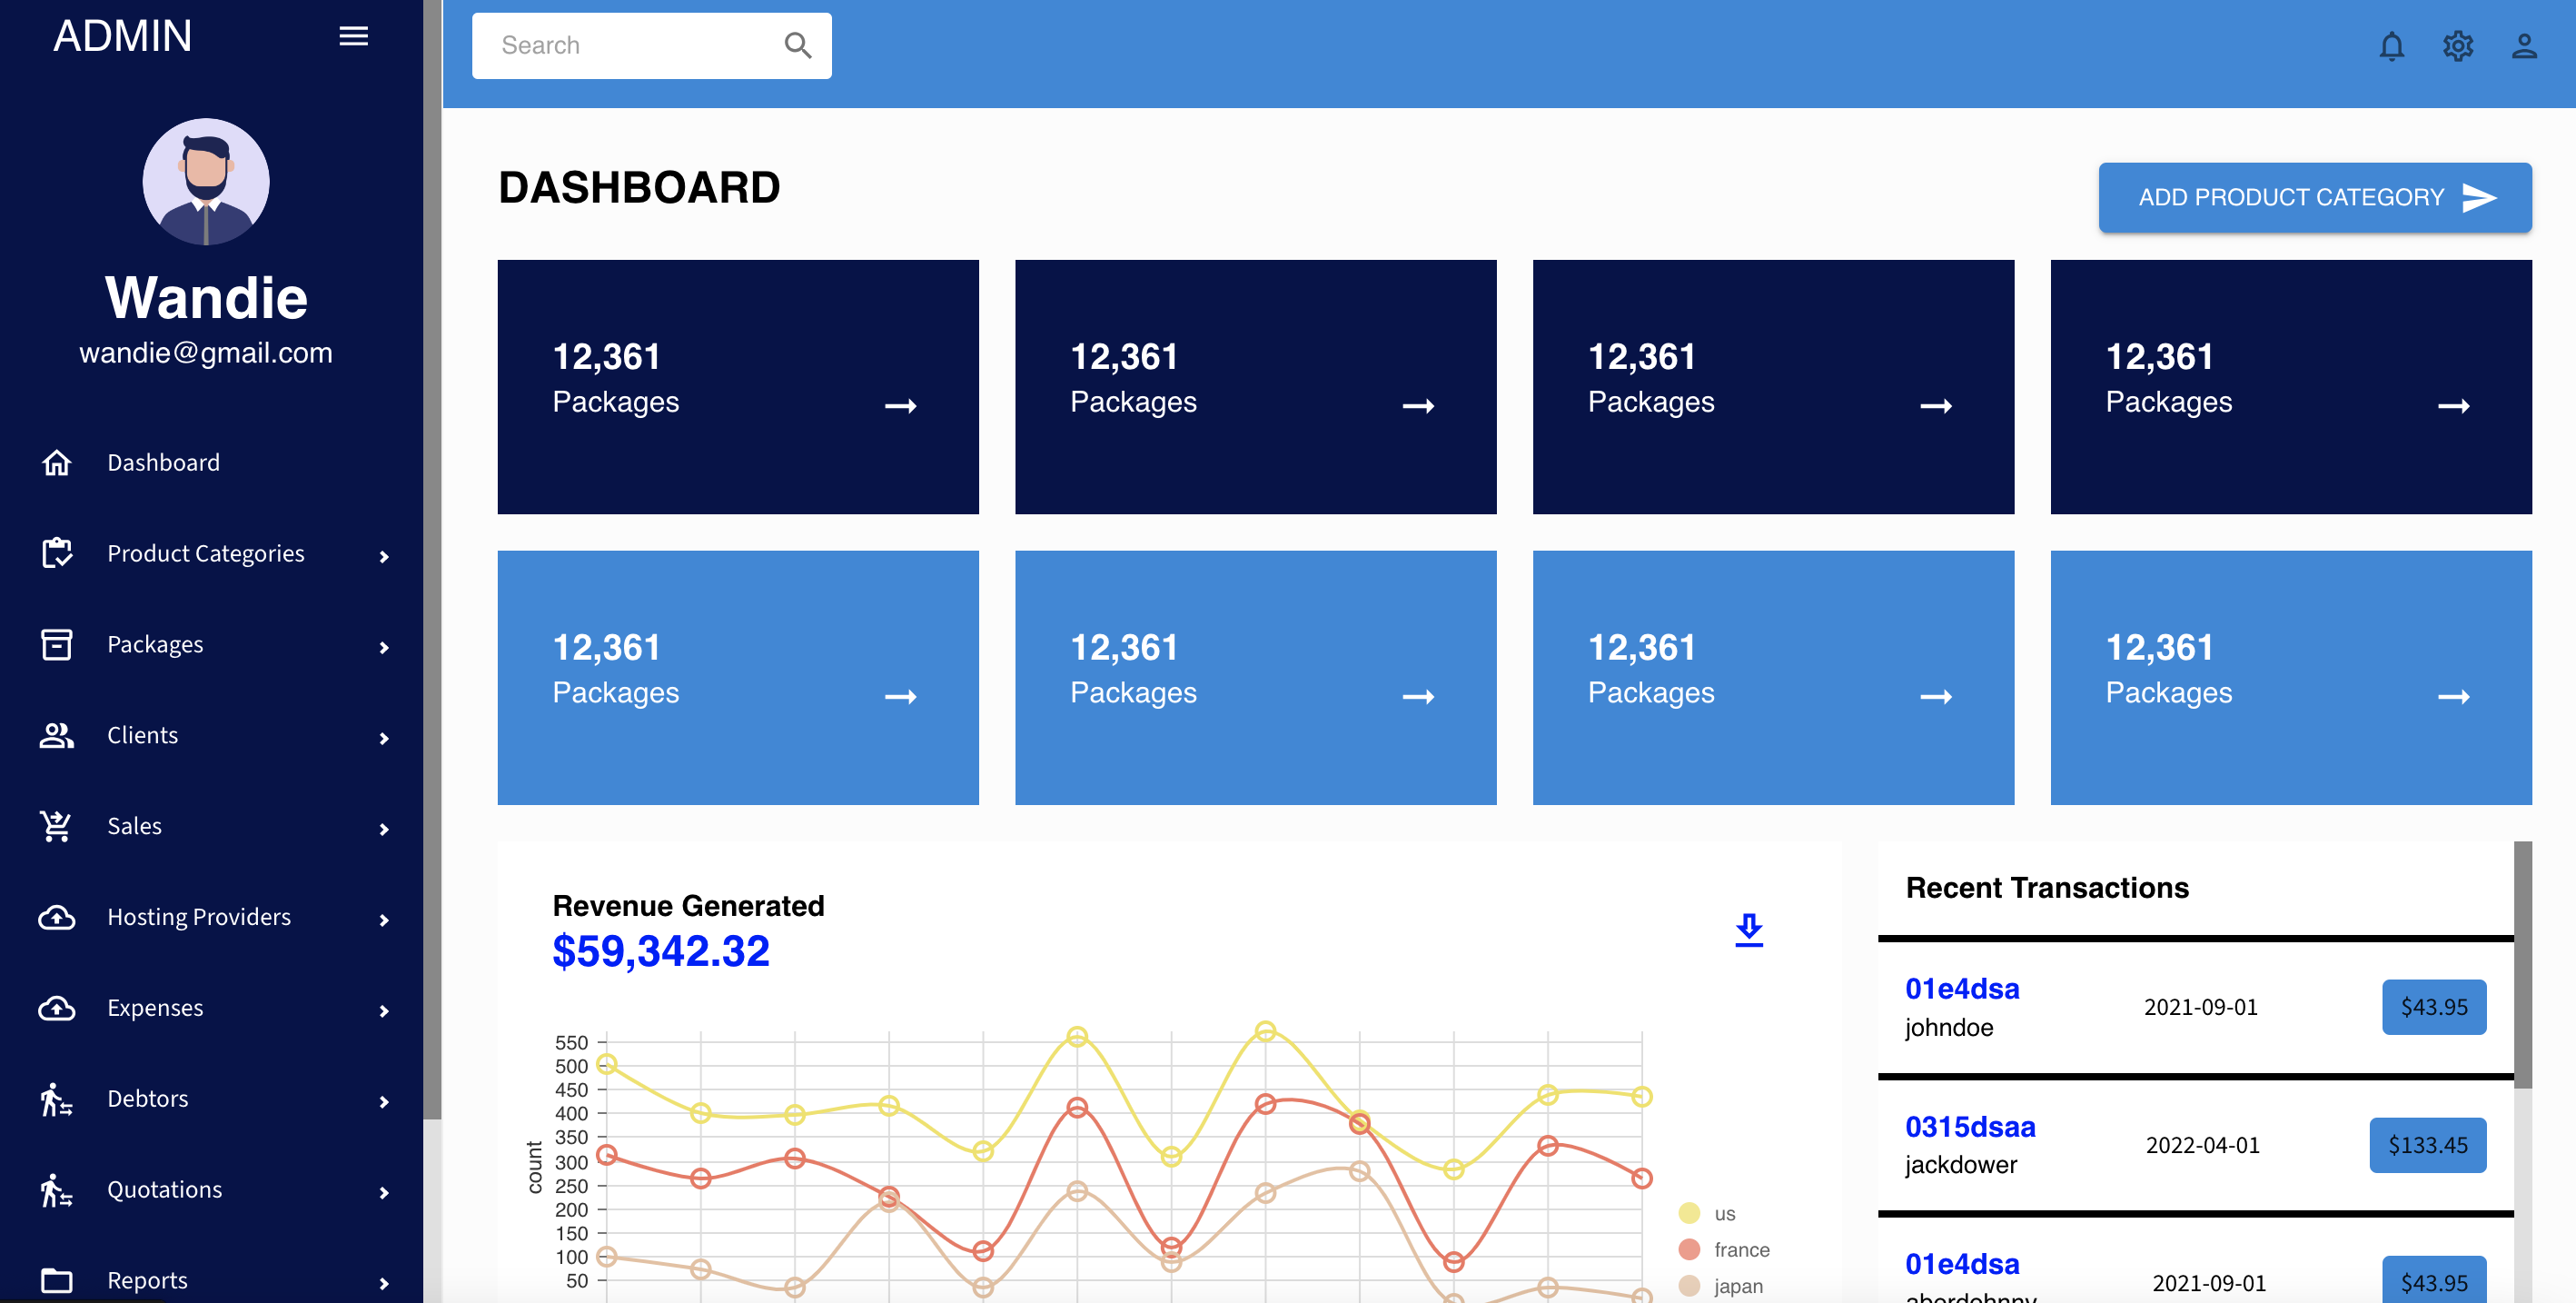 ADMIN
Wandie
wandie@gmail.com
Dashboard
Product Categories
Packages
Clients
Sales
Hosting Providers
Expenses
Debtors
Quotations
Reports
Search
DASHBOARD
ADD PRODUCT CATEGORY
12,361
Packages
12,361
Packages
12,361
Packages
12,361
Packages
12,361
Packages
12,361
Packages
12,361
Packages
12,361
Packages
Revenue Generated
$59,342.32
550
500
450
400
350
300
250
200
150
100
50
count
us
france
japan
Recent Transactions
01e4dsa
johndoe
2021-09-01
$43.95
0315dsaa
jackdower
2022-04-01
$133.45
01e4dsa
aberdohnny
2021-09-01
$43.95